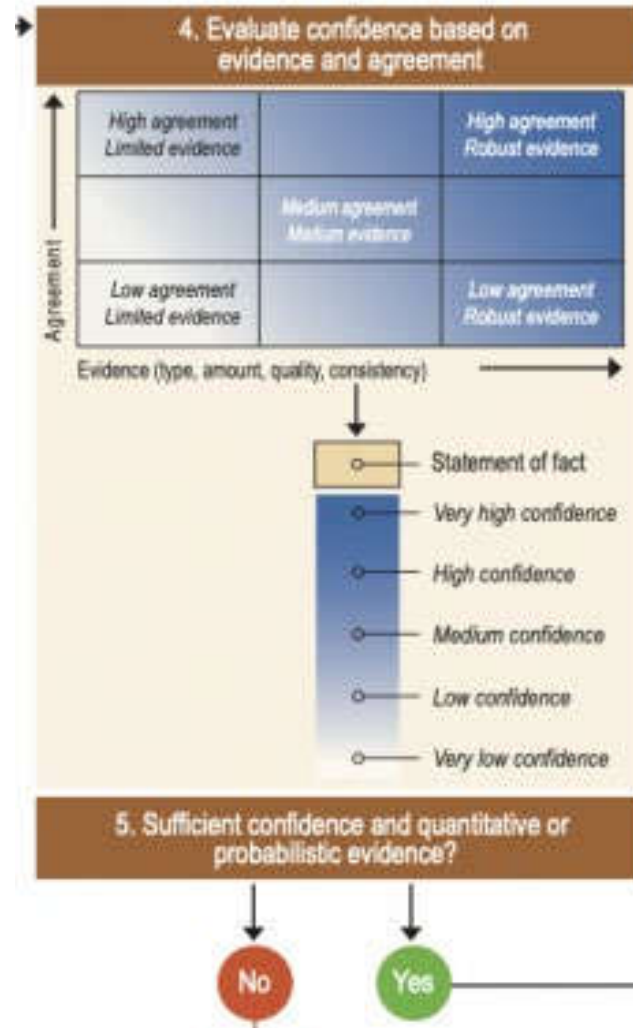 4. Evaluate confidence based on
evidence and agreement
High agreement
Limited evidence
High agreement
Robust evidence
Medium agreement
Medium evidence
Low agreement
Limited evidence
Low agreement
Robust evidence
Agreement
Evidence (type, amount, quality, consistency)
Statement of fact
Very high confidence
High confidence
Medium confidence
Low confidence
Very low confidence
5. Sufficient confidence and quantitative or
probabilistic evidence?
No
Yes